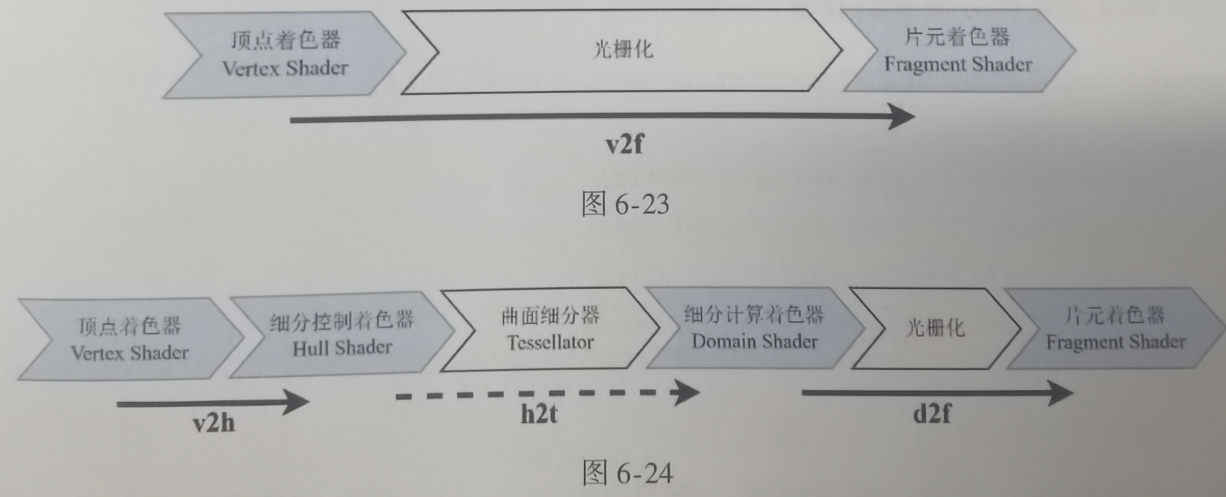 顶点着色器
Vertex Shader
光栅化
片元着色器
Fragment Shader
v2f
图 6-23
顶点着色器
Vertex Shader
细分控制着色器
Hull Shader
曲面细分器
Tessellator
细分计算着色器
Domain Shader
光栅化
片元着色器
Fragment Shader
v2h
h2t
d2f
图 6-24